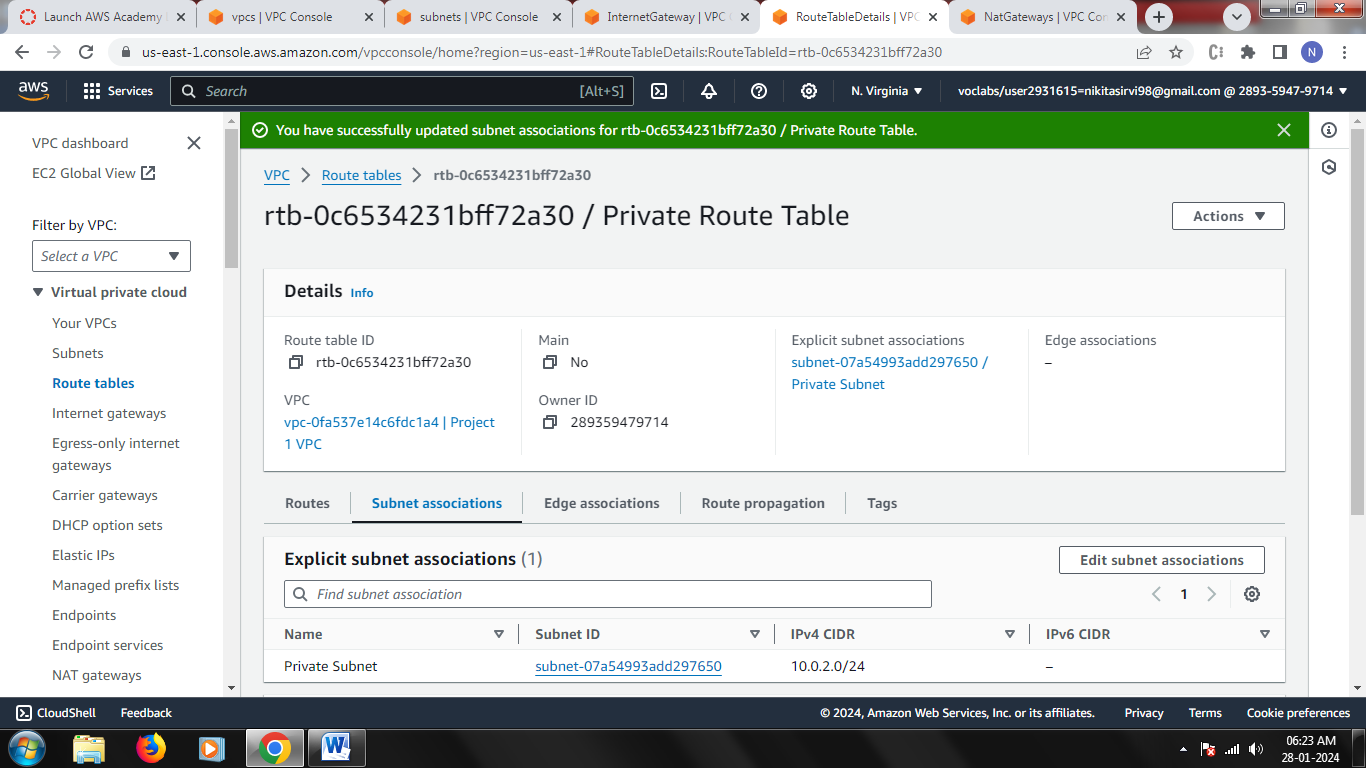 Launch AWS Academy
vpcs | VPC Console
subnets | VPC Console
InternetGateway | VPC
RouteTableDetails | VPC
NatGateways | VPC Con
us-east-1.console.aws.amazon.com/vpcconsole/home?region=us-east-1#RouteTableDetails:RouteTableId=rtb-0c6534231bff72a30
N
aws
Services
Search
[Alt+S]
N. Virginia
voclabs/user2931615=nikitasirvi98@gmail.com @ 2893-5947-9714
VPC dashboard
EC2 Global View
Filter by VPC:
Select a VPC
Virtual private cloud
Your VPCs
Subnets
Route tables
Internet gateways
Egress-only internet
gateways
Carrier gateways
DHCP option sets
Elastic IPs
Managed prefix lists
Endpoints
Endpoint services
NAT gateways
You have successfully updated subnet associations for rtb-0c6534231bff72a30 / Private Route Table.
VPC
Route tables
rtb-0c6534231bff72a30
rtb-0c6534231bff72a30 / Private Route Table
Actions
Details Info
Route table ID
rtb-0c6534231bff72a30
VPC
vpc-0fa537e14c6fdc1a4 | Project
1 VPC
Main
No
Owner ID
289359479714
Explicit subnet associations
subnet-07a54993add297650 /
Private Subnet
Edge associations
–
Routes
Subnet associations
Edge associations
Route propagation
Tags
Explicit subnet associations (1)
Edit subnet associations
Find subnet association
1
Name
Subnet ID
IPv4 CIDR
IPv6 CIDR
Private Subnet
subnet-07a54993add297650
10.0.2.0/24
–
CloudShell
Feedback
© 2024, Amazon Web Services, Inc. or its affiliates.
Privacy
Terms
Cookie preferences
06:23 AM
28-01-2024